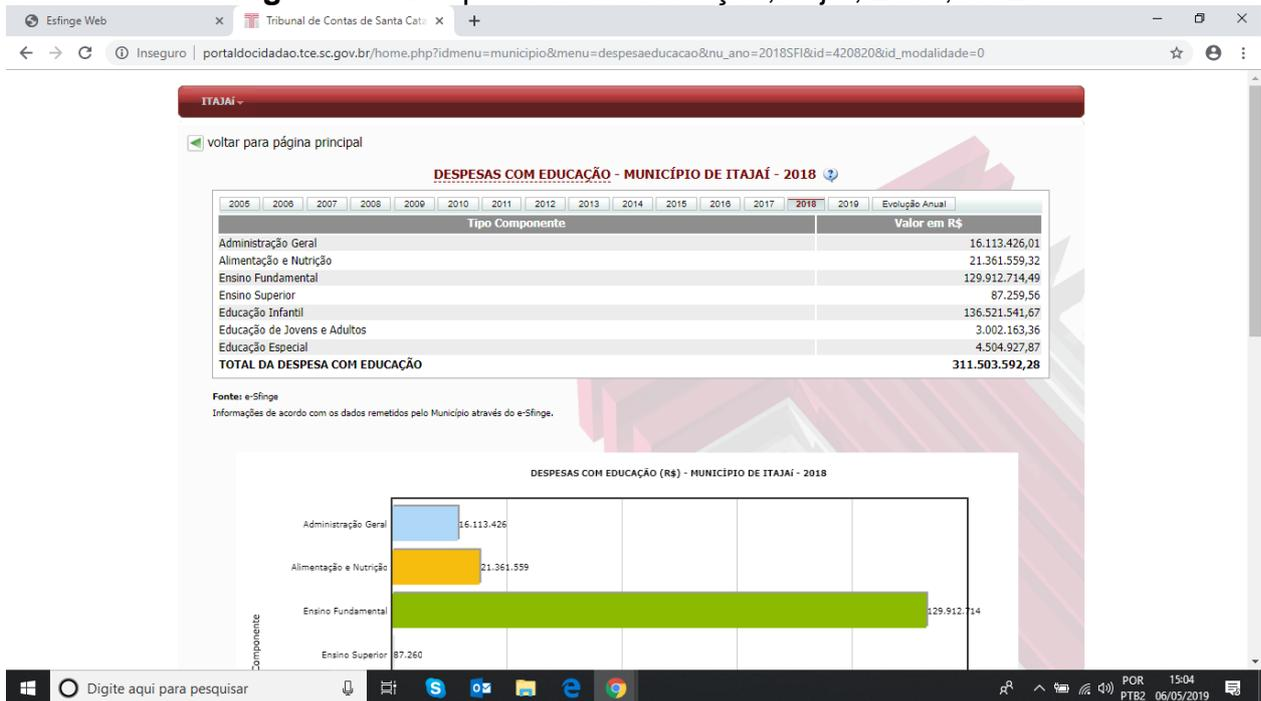 Esfinge Web
Tribunal de Contas de Santa Cata
Inseguro | portaldocidadao.tce.sc.gov.br/home.php?idmenu=municipio&menu=despesaeducacao&nu_ano=2018SFI&id=420820&id_modalidade=0
ITAJAí
voltar para página principal
DESPESAS COM EDUCAÇÃO - MUNICÍPIO DE ITAJAÍ - 2018
2005 2006 2007 2008 2009 2010 2011 2012 2013 2014 2015 2016 2017 2018 2019 Evolução Anual
Tipo Componente Valor em R$
Administração Geral 16.113.426,01
Alimentação e Nutrição 21.361.559,32
Ensino Fundamental 129.912.714,49
Ensino Superior 87.259,56
Educação Infantil 136.521.541,67
Educação de Jovens e Adultos 3.002.163,36
Educação Especial 4.504.927,87
TOTAL DA DESPESA COM EDUCAÇÃO 311.503.592,28
Fonte: e-Sfinge
Informações de acordo com os dados remetidos pelo Município através do e-Sfinge.
DESPESAS COM EDUCAÇÃO (R$) - MUNICÍPIO DE ITAJAí - 2018
Administração Geral 16.113.426
Alimentação e Nutrição 21.361.559
Ensino Fundamental 129.912.714
Ensino Superior 87.260
Componente
Digite aqui para pesquisar
POR 15:04
PTB2 06/05/2019